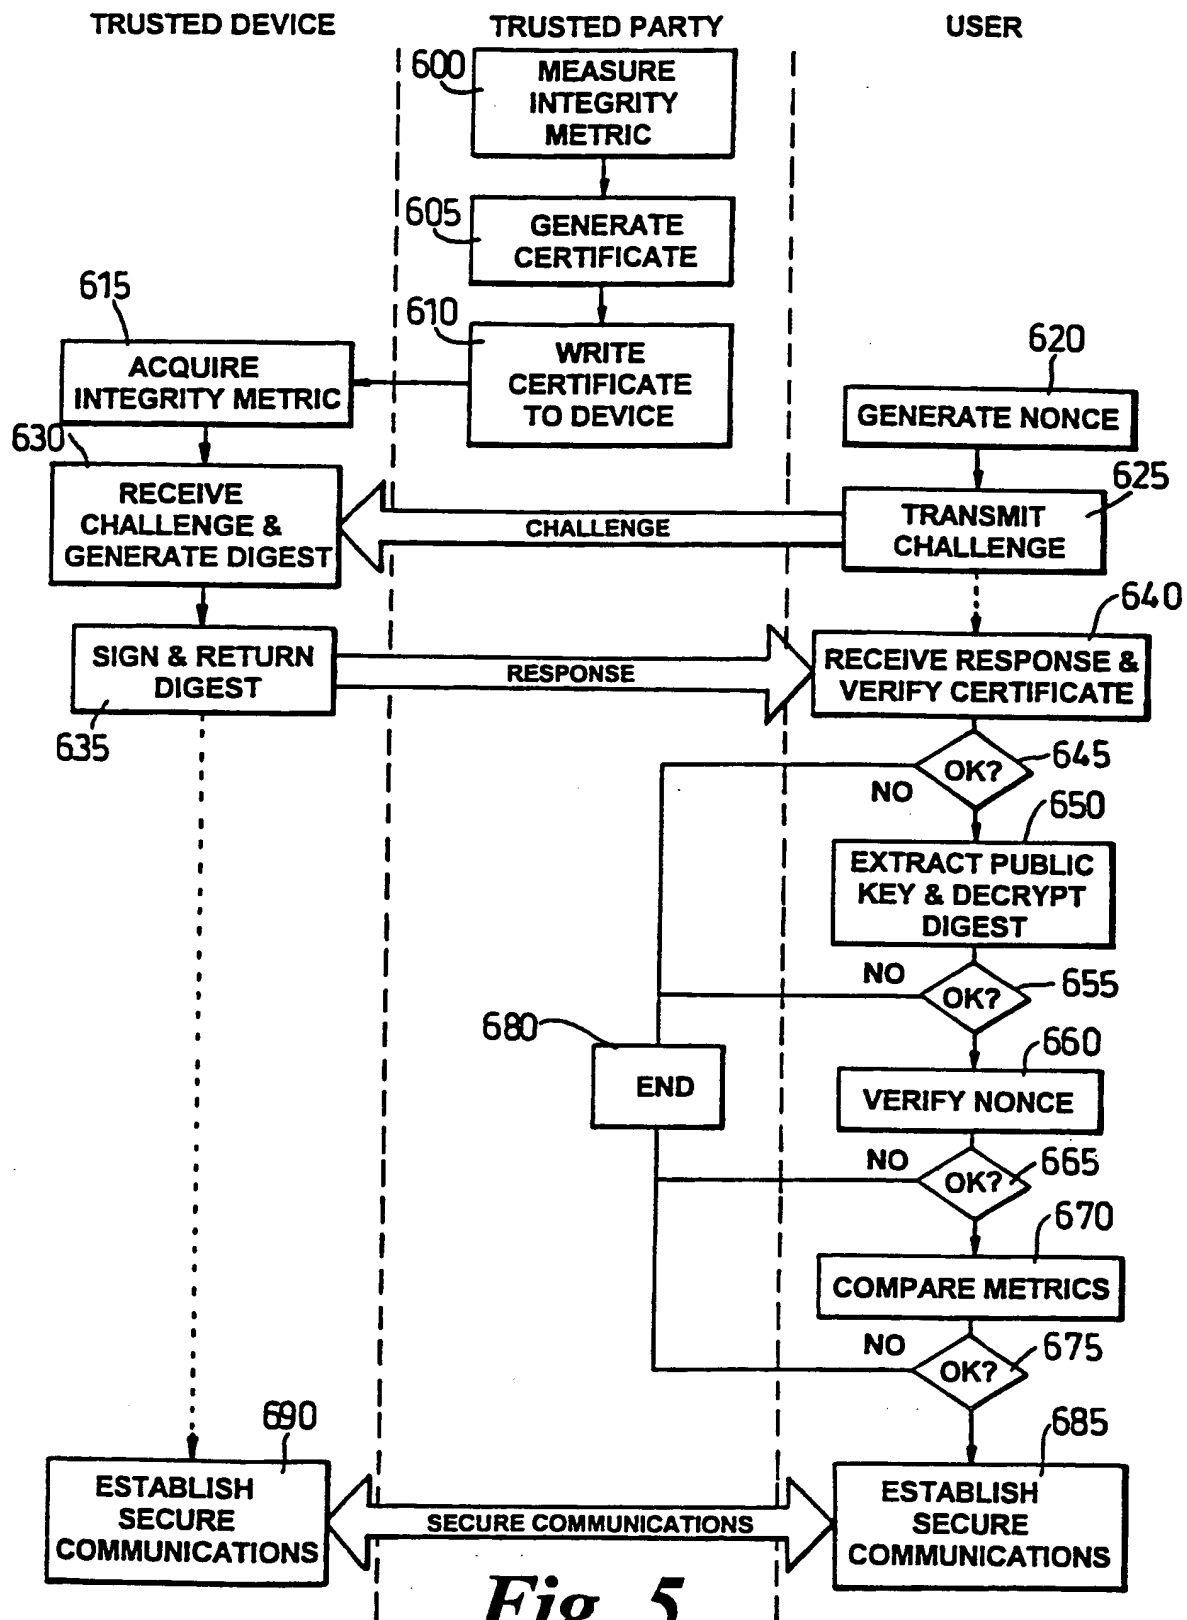 TRUSTED DEVICE
TRUSTED PARTY
USER
600
MEASURE
INTEGRITY
METRIC
605
GENERATE
CERTIFICATE
615
610
ACQUIRE
INTEGRITY METRIC
WRITE
CERTIFICATE
TO DEVICE
620
GENERATE NONCE
630
RECEIVE
CHALLENGE &
GENERATE DIGEST
CHALLENGE
625
TRANSMIT
CHALLENGE
640
SIGN & RETURN
DIGEST
635
RESPONSE
RECEIVE RESPONSE &
VERIFY CERTIFICATE
OK?
645
NO
650
EXTRACT PUBLIC
KEY & DECRYPT
DIGEST
NO
OK?
655
680
END
660
VERIFY NONCE
NO
OK?
665
670
COMPARE METRICS
NO
OK?
675
690
ESTABLISH
SECURE
COMMUNICATIONS
SECURE COMMUNICATIONS
685
ESTABLISH
SECURE
COMMUNICATIONS
Fig. 5